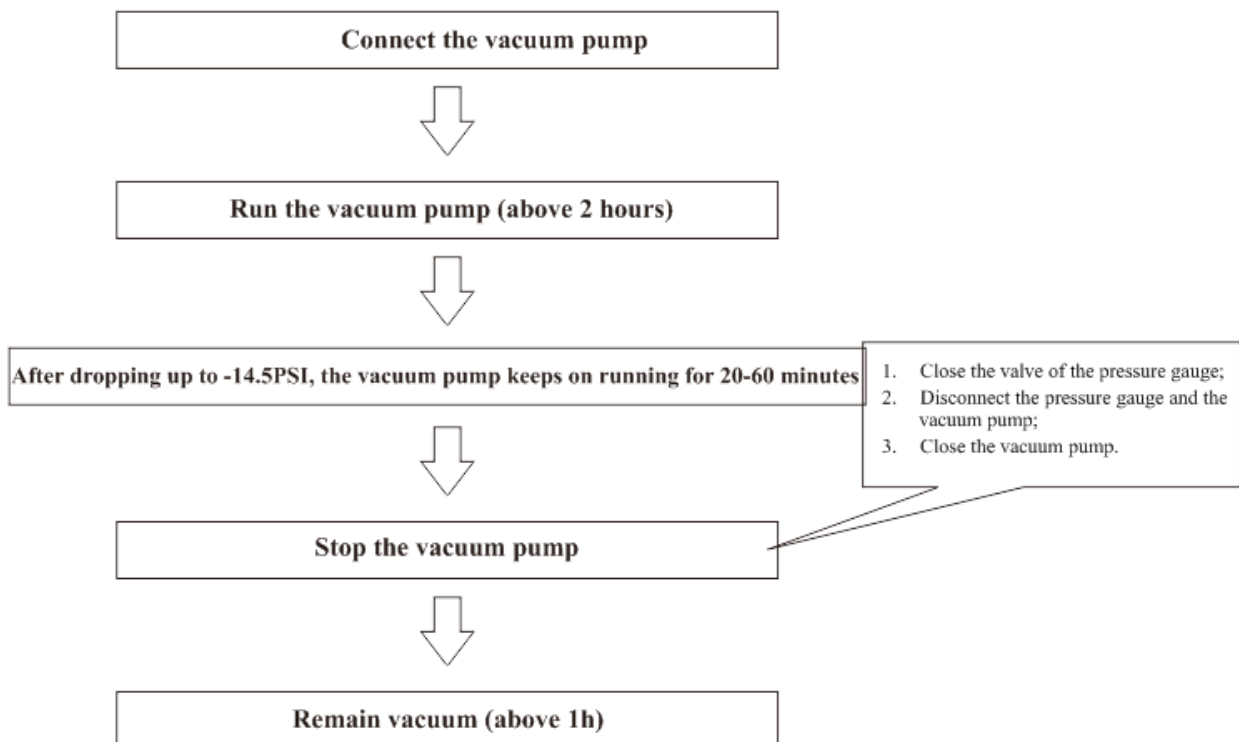 Connect the vacuum pump
Run the vacuum pump (above 2 hours)
After dropping up to -14.5PSI, the vacuum pump keeps on running for 20-60 minutes
1. Close the valve of the pressure gauge;
2. Disconnect the pressure gauge and the
vacuum pump;
3. Close the vacuum pump.
Stop the vacuum pump
Remain vacuum (above 1h)